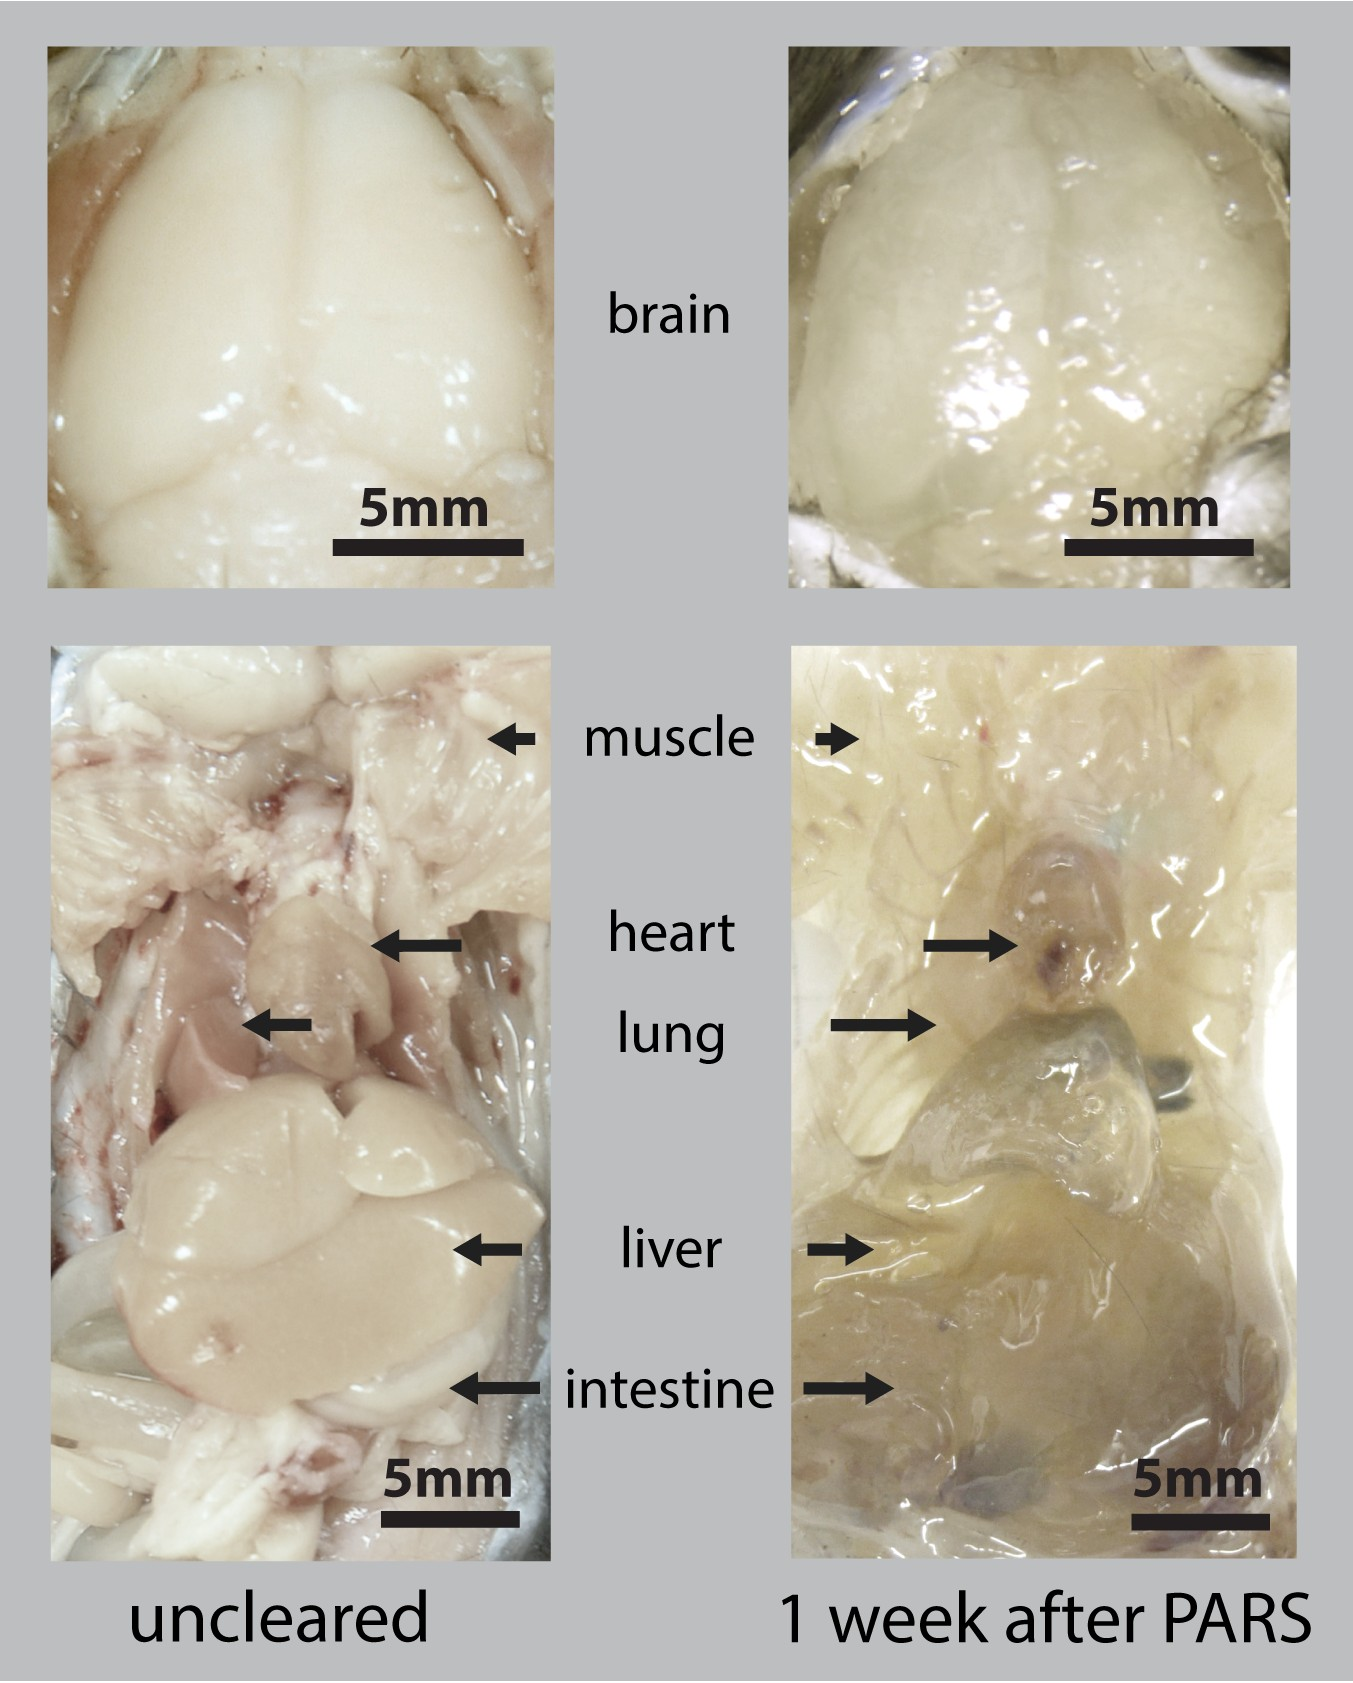 brain
5mm
5mm
muscle
heart
lung
liver
intestine
5mm
5mm
uncleared
1 week after PARS